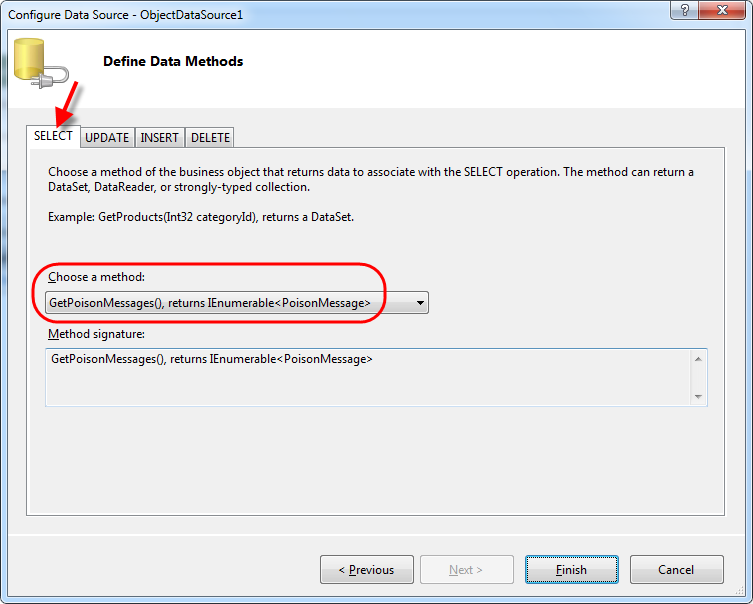 Configure Data Source - ObjectDataSource1
?
Define Data Methods
SELECT UPDATE INSERT DELETE
Choose a method of the business object that returns data to associate with the SELECT operation. The method can return a
DataSet, DataReader, or strongly-typed collection.
Example: GetProducts(Int32 categoryId), returns a DataSet.
Choose a method:
GetPoisonMessages(), returns IEnumerable<PoisonMessage>
Method signature:
GetPoisonMessages(), returns IEnumerable<PoisonMessage>
< Previous Next > Finish Cancel